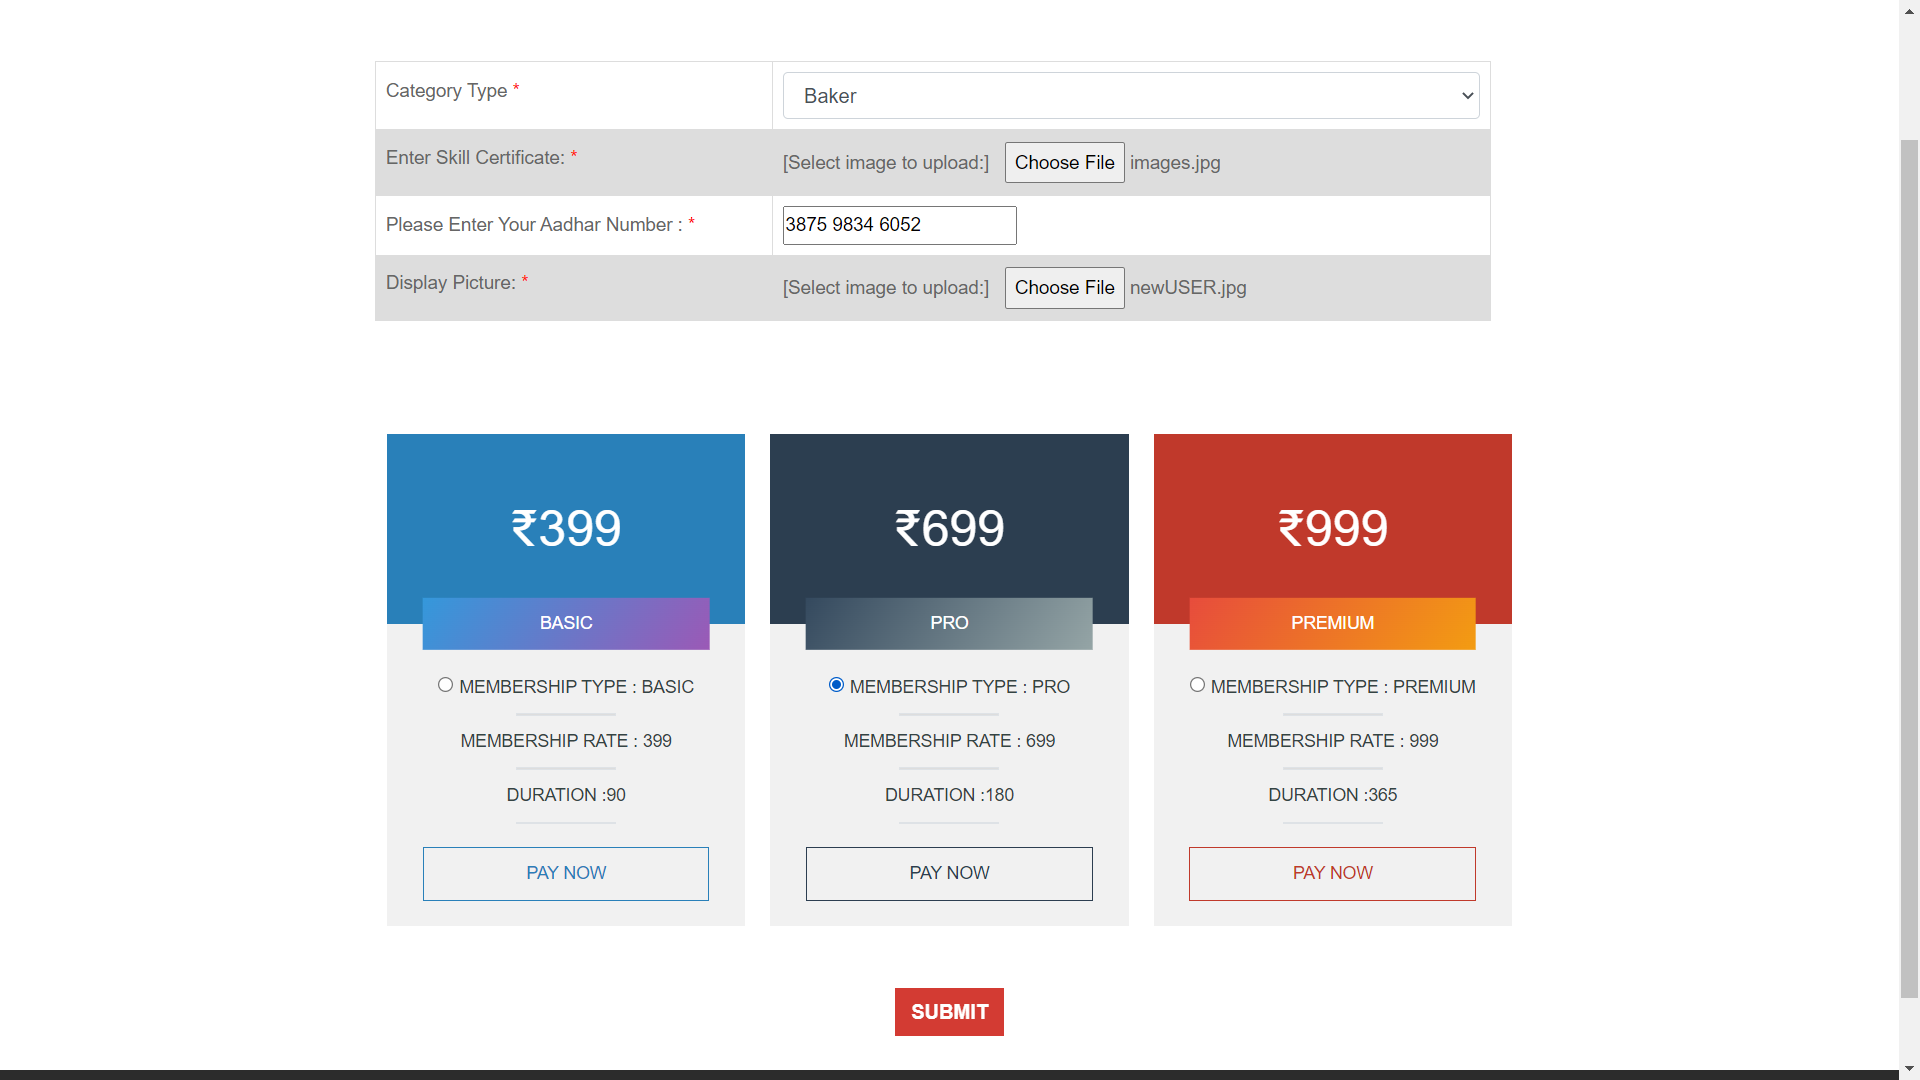 Category Type *
Baker
Enter Skill Certificate: *
[Select image to upload:] Choose File images.jpg
Please Enter Your Aadhar Number : *
3875 9834 6052
Display Picture: *
[Select image to upload:] Choose File newUSER.jpg
₹399
BASIC
MEMBERSHIP TYPE : BASIC
MEMBERSHIP RATE : 399
DURATION :90
PAY NOW
₹699
PRO
MEMBERSHIP TYPE : PRO
MEMBERSHIP RATE : 699
DURATION :180
PAY NOW
₹999
PREMIUM
MEMBERSHIP TYPE : PREMIUM
MEMBERSHIP RATE : 999
DURATION :365
PAY NOW
SUBMIT